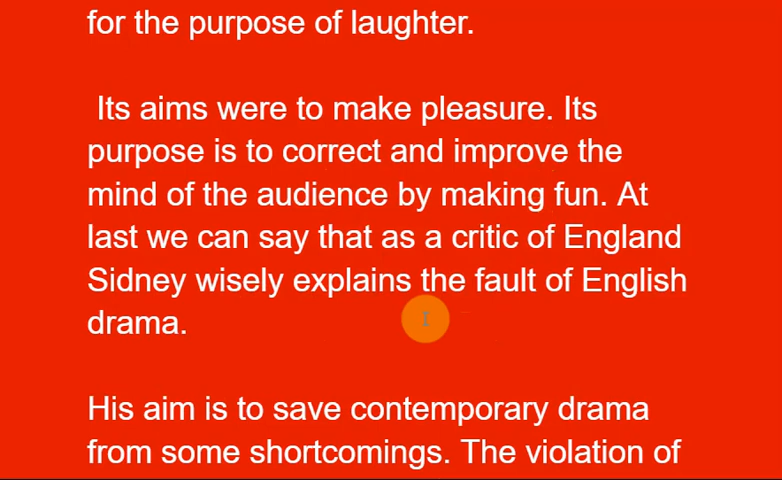 for the purpose of laughter.
Its aims were to make pleasure. Its
purpose is to correct and improve the
mind of the audience by making fun. At
last we can say that as a critic of England
Sidney wisely explains the fault of English
drama.
His aim is to save contemporary drama
from some shortcomings. The violation of